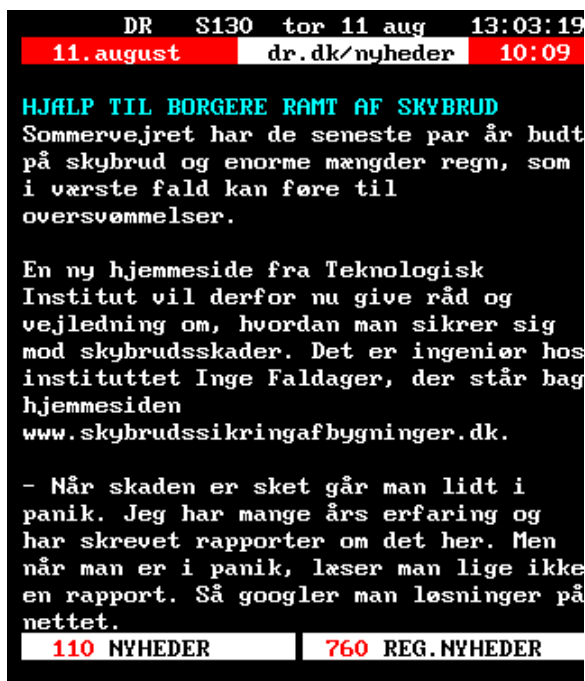 DR S130 tor 11 aug 13:03:19
11.august dr.dk/nyheder 10:09
HJÆLP TIL BORGERE RAMT AF SKYBRUD
Sommervejret har de seneste par år budt
på skybrud og enorme mængder regn, som
i værste fald kan føre til
oversvømmelser.
En ny hjemmeside fra Teknologisk
Institut vil derfor nu give råd og
vejledning om, hvordan man sikrer sig
mod skybrudsskader. Det er ingeniør hos
instituttet Inge Faldager, der står bag
hjemmesiden
www.skybrudssikringafbygninger.dk.
- Når skaden er sket går man lidt i
panik. Jeg har mange års erfaring og
har skrevet rapporter om det her. Men
når man er i panik, læser man lige ikke
en rapport. Så googler man løsninger på
nettet.
110 NYHEDER 760 REG.NYHEDER